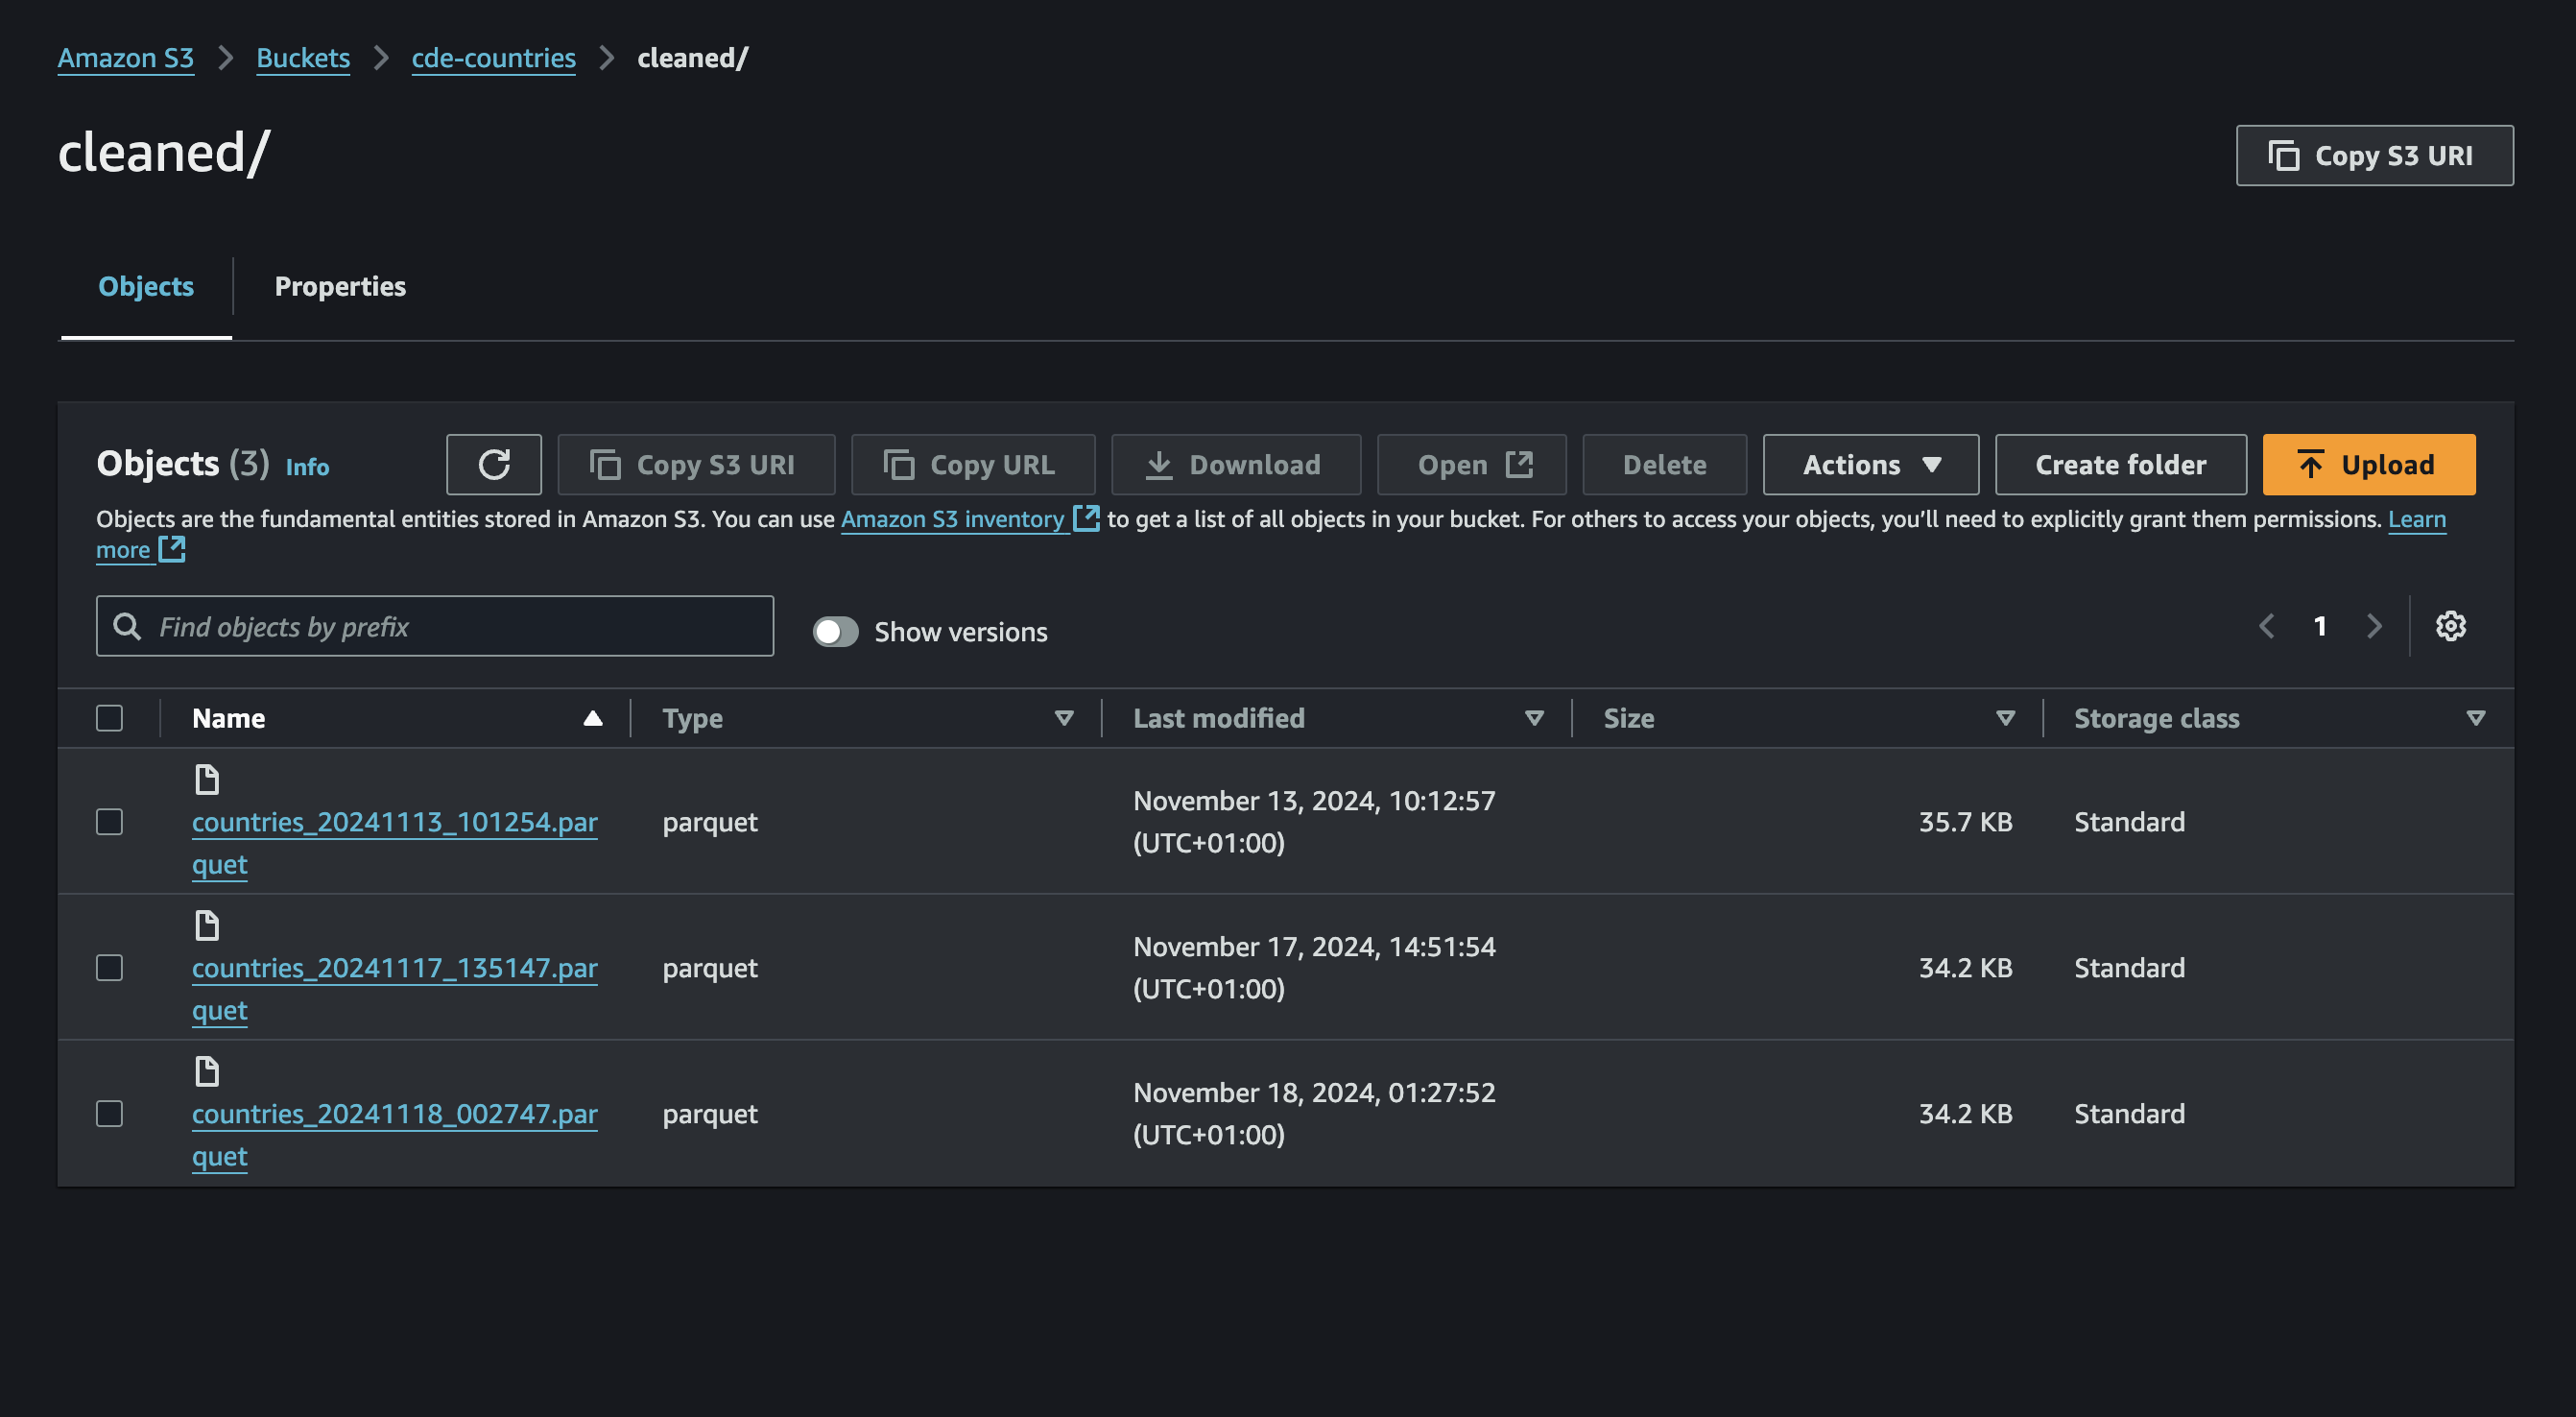 Amazon S3 Buckets cde-countries cleaned/
cleaned/
Copy S3 URI
Objects Properties
Objects (3) Info Copy S3 URI Copy URL Download Open Delete Actions Create folder Upload
Objects are the fundamental entities stored in Amazon S3. You can use Amazon S3 inventory to get a list of all objects in your bucket. For others to access your objects, you’ll need to explicitly grant them permissions. Learn
more
Find objects by prefix Show versions 1
Name Type Last modified Size Storage class
countries_20241113_101254.par
quet
parquet
November 13, 2024, 10:12:57
(UTC+01:00)
35.7 KB
Standard
countries_20241117_135147.par
quet
parquet
November 17, 2024, 14:51:54
(UTC+01:00)
34.2 KB
Standard
countries_20241118_002747.par
quet
parquet
November 18, 2024, 01:27:52
(UTC+01:00)
34.2 KB
Standard